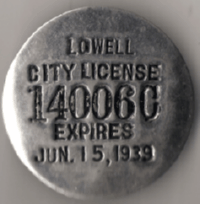 LOWELL
CITY LICENSE
14006C
EXPIRES
JUN. 15, 1939